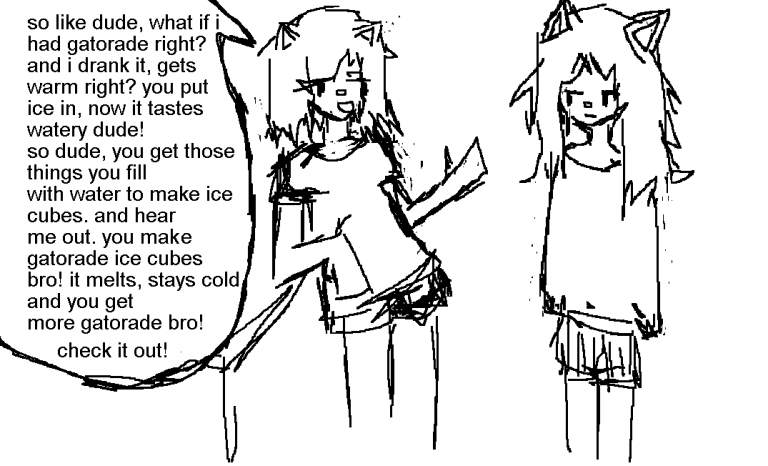 so like dude, what if i
had gatorade right?
and i drank it, gets
warm right? you put
ice in, now it tastes
watery dude!
so dude, you get those
things you fill
with water to make ice
cubes. and hear
me out. you make
gatorade ice cubes
bro! it melts, stays cold
and you get
more gatorade bro!
check it out!